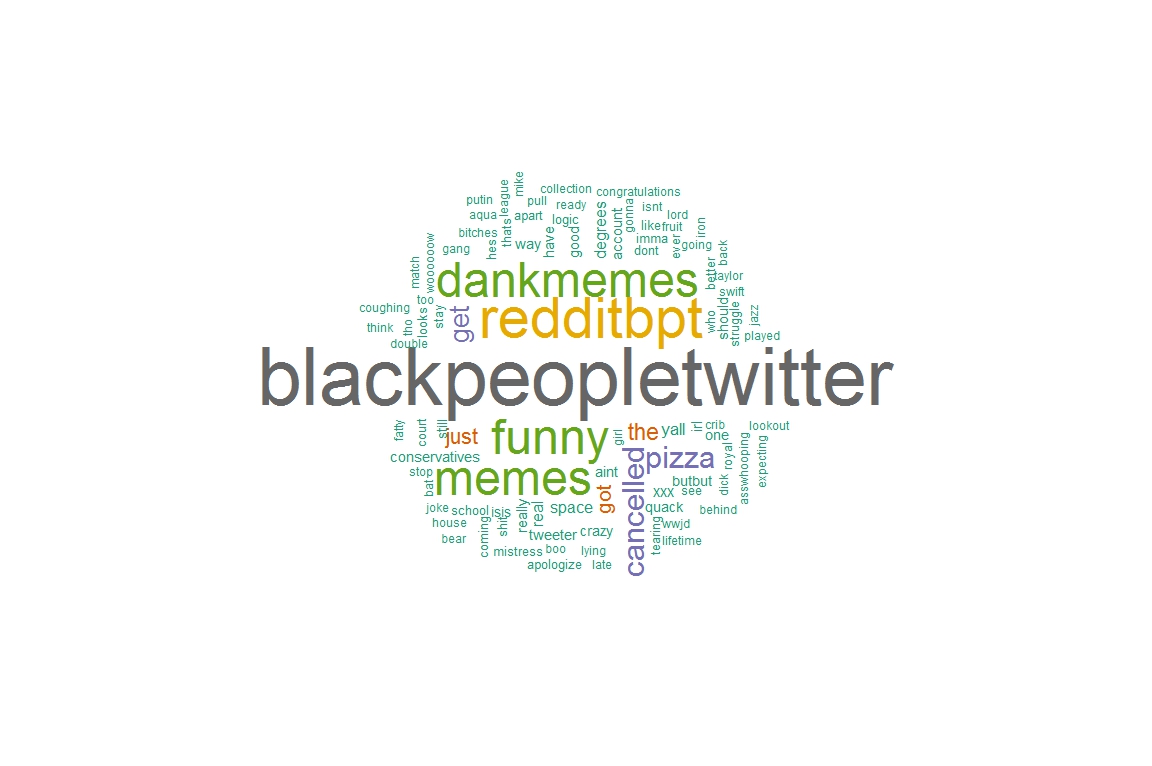 mike
collection
congratulations
league
putin
pull
ready
gonna
isnt
aqua
thats
apart
logic
degrees
account
like
fruit
lord
bitches
hes
way
have
good
imma
ever
iron
gang
dont
going
back
match
wooooooow
dankmemes
better
taylor
swift
coughing
too
stay
get
redditbpt
who
should
struggle
jazz
think
tho
looks
played
double
blackpeopletwitter
fatty
court
still
just
funny
girl
the
yall
irl
crib
one
lookout
conservatives
cancelled
pizza
royal
asswhooping
expecting
stop
bat
memes
aint
got
butbut
dick
xxx
see
joke
school
isis
really
real
space
quack
behind
house
shit
wwjd
bear
coming
tweeter
crazy
tearing
lifetime
mistress
boo
lying
apologize
late